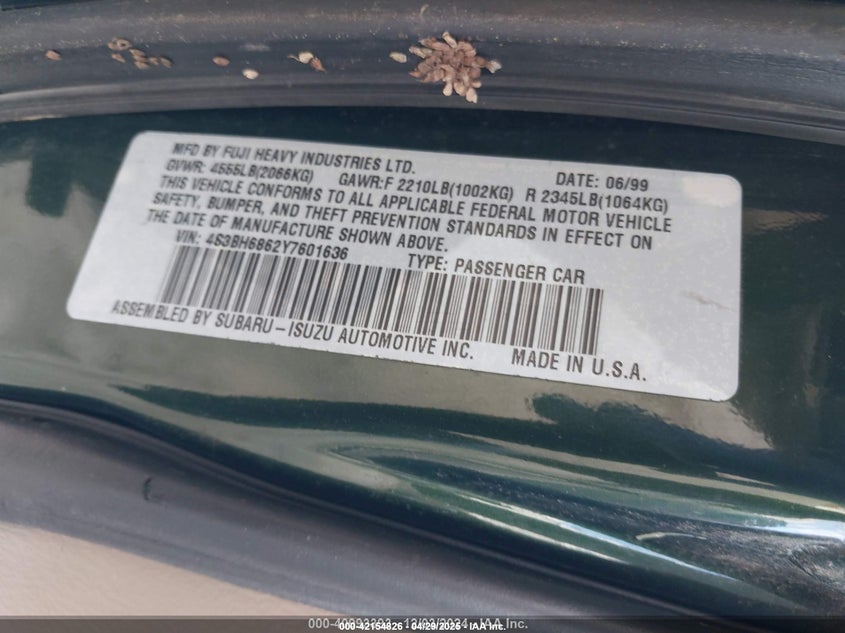 MFD BY FUJI HEAVY INDUSTRIES LTD. DATE: 06/99
GVWR: 4555LB(2066KG) GAWR:F 2210LB(1002KG) R 2345LB(1064KG)
THIS VEHICLE CONFORMS TO ALL APPLICABLE FEDERAL MOTOR VEHICLE
SAFETY, BUMPER, AND THEFT PREVENTION STANDARDS IN EFFECT ON
THE DATE OF MANUFACTURE SHOWN ABOVE.
VIN: 4S3BH6862Y7601636 TYPE: PASSENGER CAR
ASSEMBLED BY SUBARU-ISUZU AUTOMOTIVE INC. MADE IN U.S.A.
42154826 04/29/2025 IAA Inc.